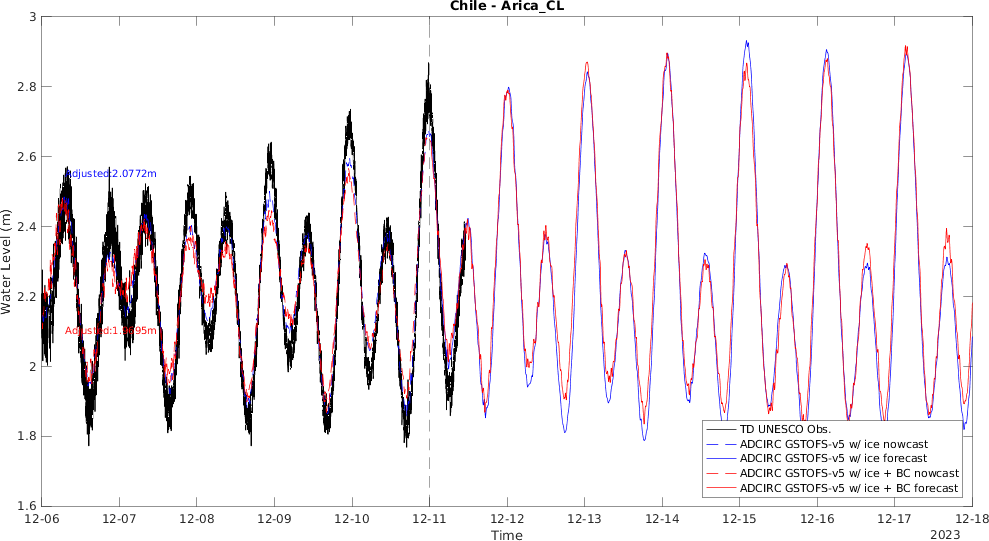 Chile - Arica_CL
Water Level (m)
3
2.8
2.6
2.4
2.2
2
1.8
1.6
Adjusted:2.0772m
TD UNESCO Obs.
ADCIRC GSTOFS-v5 w/ ice nowcast
ADCIRC GSTOFS-v5 w/ ice forecast
ADCIRC GSTOFS-v5 w/ ice + BC nowcast
ADCIRC GSTOFS-v5 w/ ice + BC forecast
12-06 12-07 12-08 12-09 12-10 12-11 12-12 12-13 12-14 12-15 12-16 12-17 12-18
Time
2023